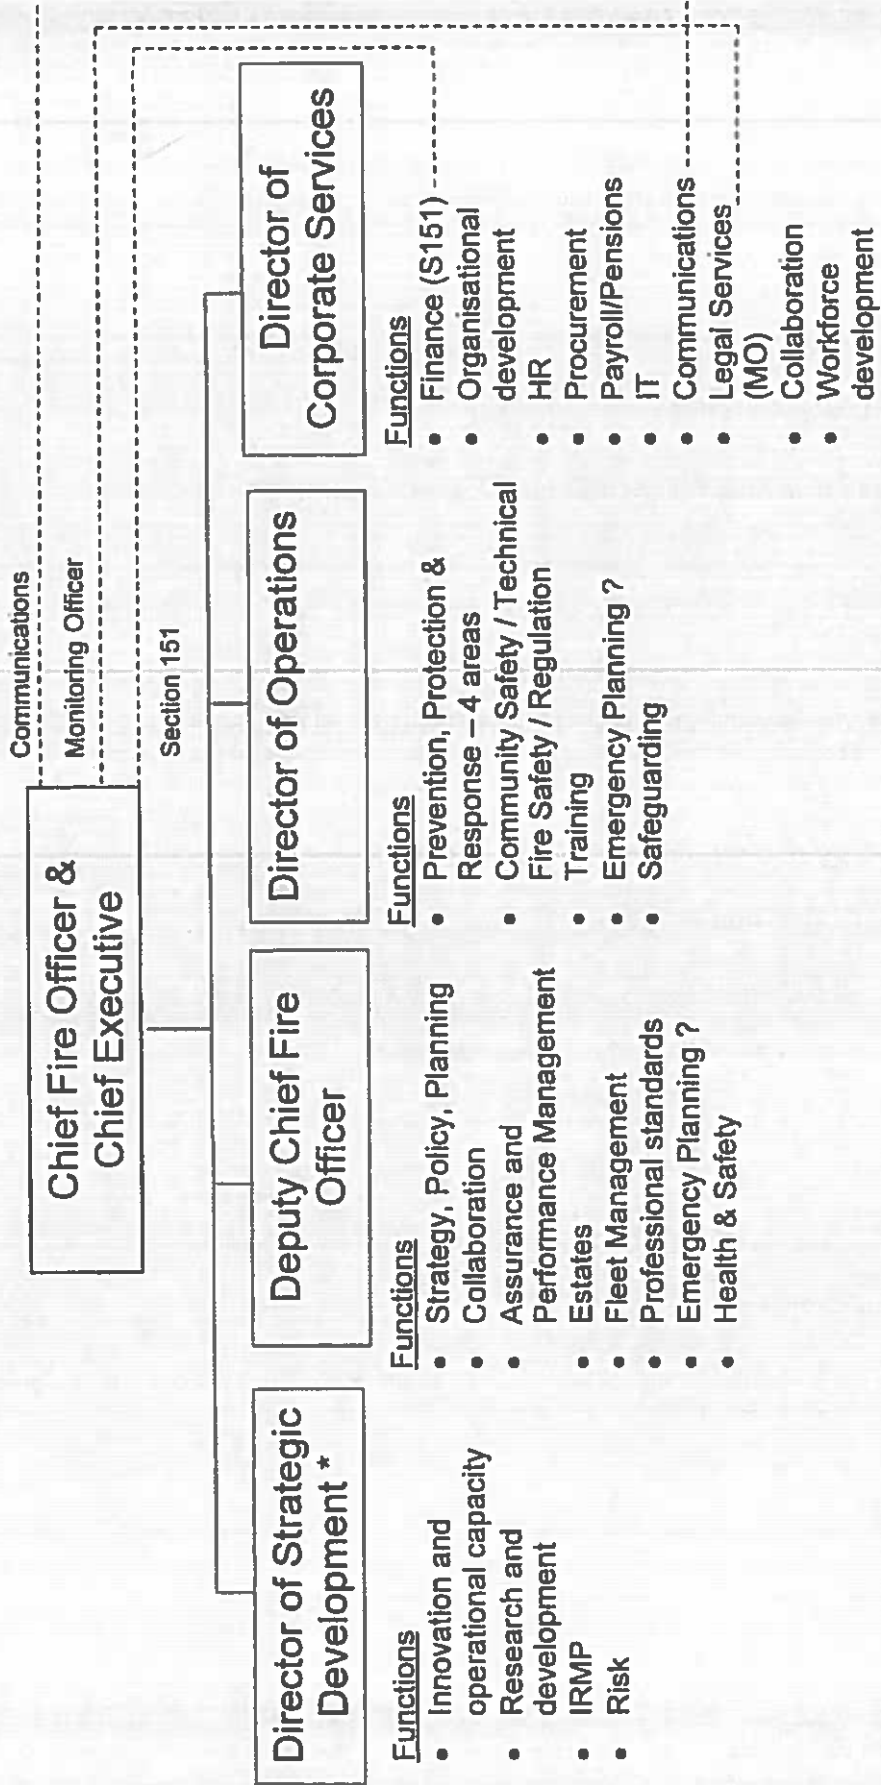 Chief Fire Officer &
Chief Executive
Communications
Monitoring Officer
Section 151
Director of Strategic
Development *
Functions
• Innovation and
operational capacity
• Research and
development
• IRMP
• Risk
Deputy Chief Fire
Officer
Functions
• Strategy, Policy, Planning
• Collaboration
• Assurance and
Performance Management
• Estates
• Fleet Management
• Professional standards
• Emergency Planning ?
• Health & Safety
Director of Operations
Functions
• Prevention, Protection &
Response – 4 areas
• Community Safety / Technical
Fire Safety / Regulation
• Training
• Emergency Planning ?
• Safeguarding
Director of
Corporate Services
Functions
• Finance (S151)
• Organisational
development
• HR
• Procurement
• Payroll/Pensions
• IT
• Communications
• Legal Services
(MO)
• Collaboration
• Workforce
development